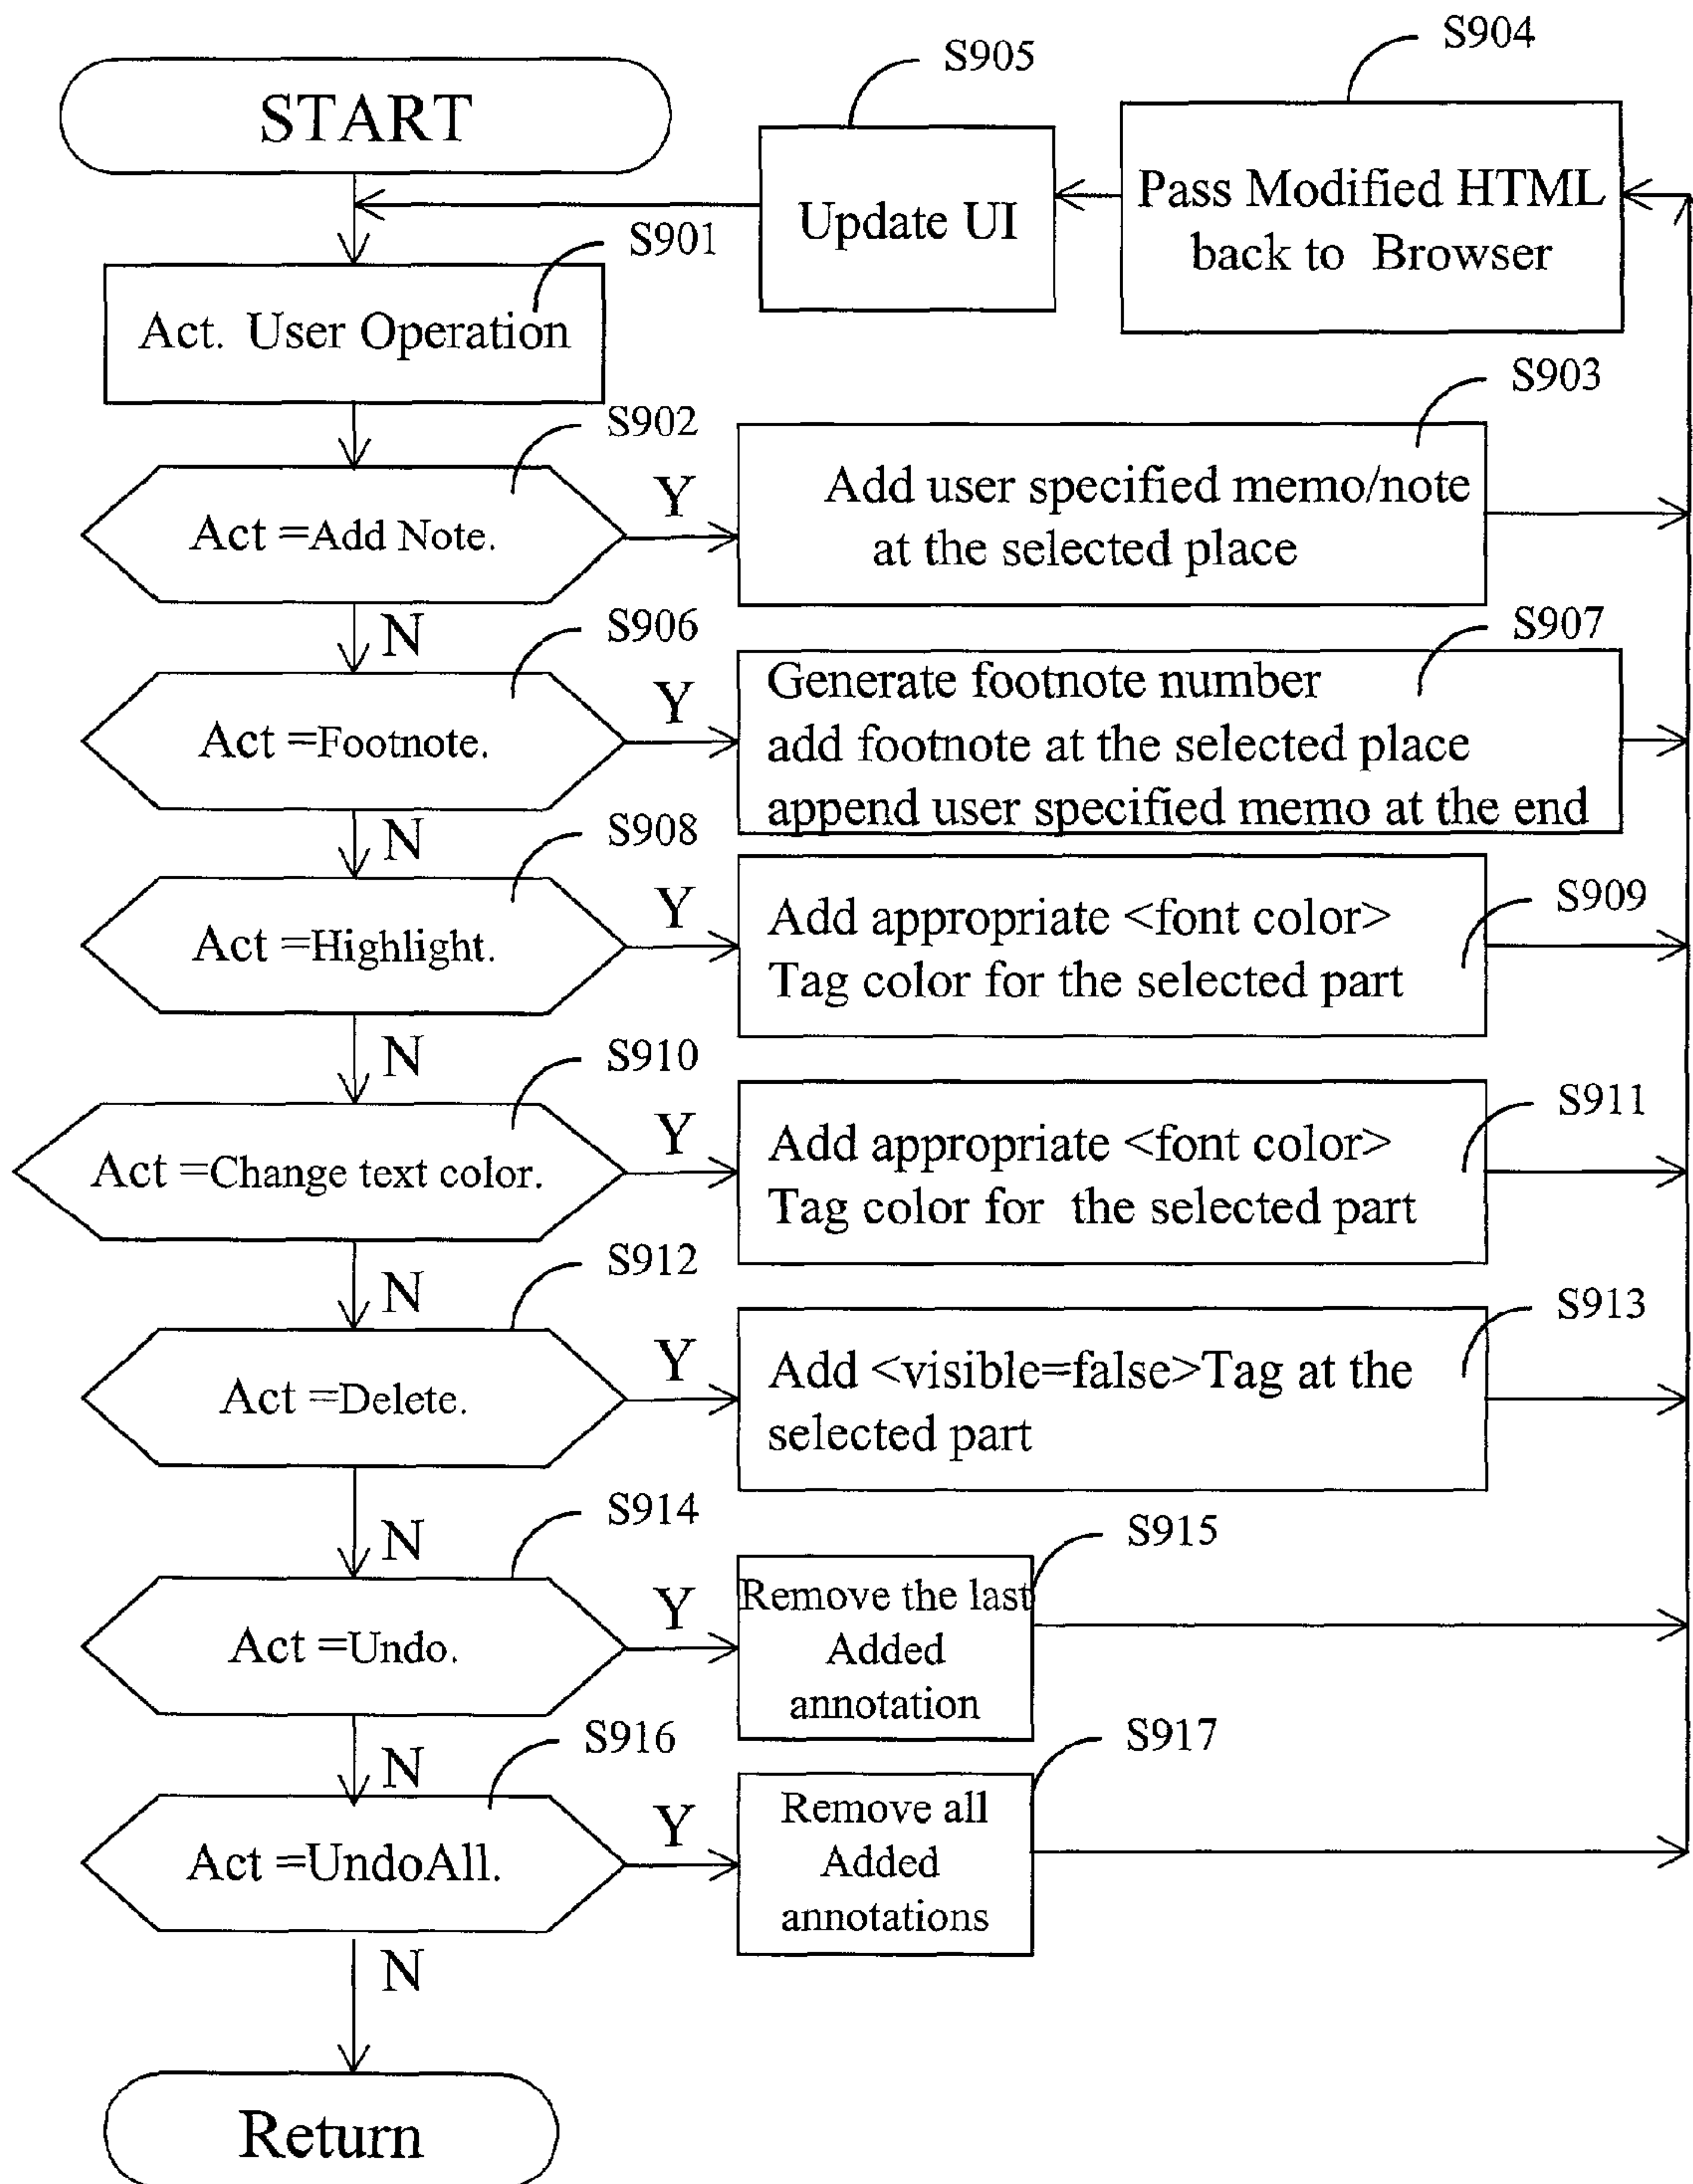 S904
S905
START
Pass Modified HTML
back to Browser
Update UI
S901
Act. User Operation
S903
S902
Y
Add user specified memo/note
at the selected place
Act =Add Note.
N
S906
S907
Y
Generate footnote number
add footnote at the selected place
append user specified memo at the end
Act =Footnote.
N
S908
S909
Y
Add appropriate <font color>
Tag color for the selected part
Act =Highlight.
N
S910
S911
Y
Add appropriate <font color>
Tag color for the selected part
Act =Change text color.
N
S912
S913
Y
Add <visible=false>Tag at the
selected part
Act =Delete.
N
S914
S915
Y
Remove the last
Added
annotation
Act =Undo.
N
S916
S917
Y
Remove all
Added
annotations
Act =UndoAll.
N
Return